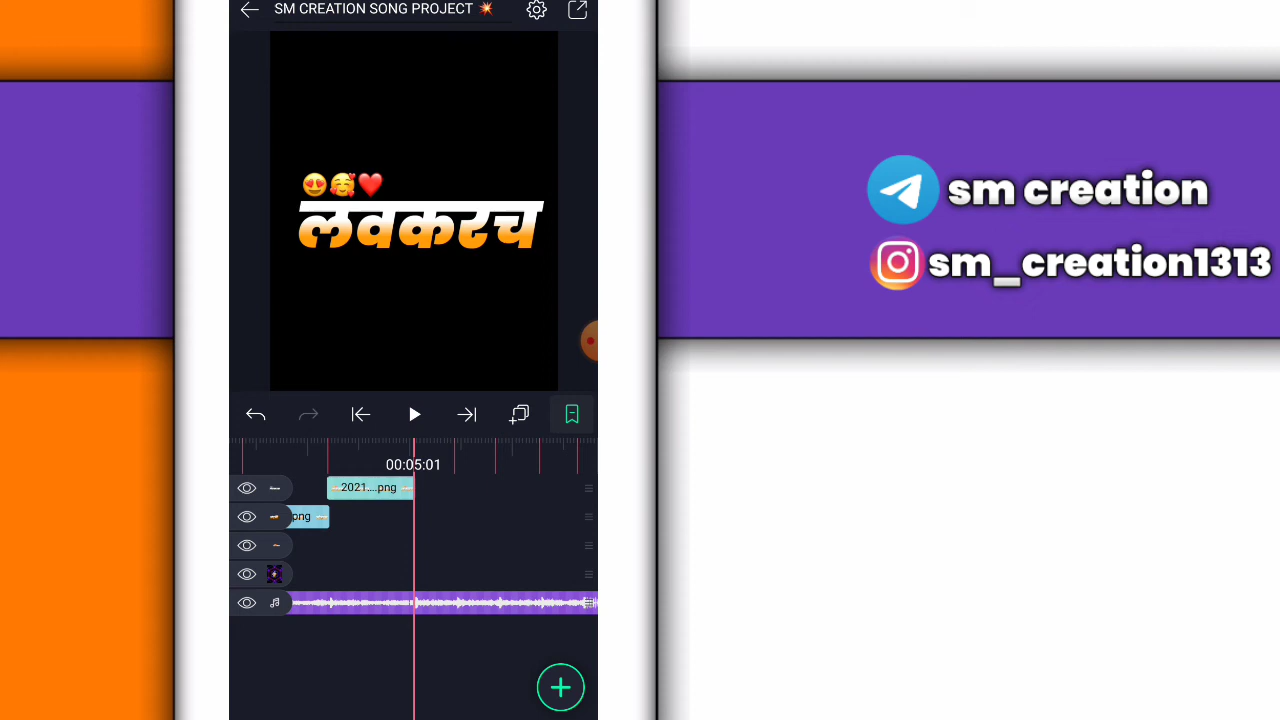 SM CREATION SONG PROJECT 💥
😍🥰❤️
लवकरच
00:05:01
2021....png
png
sm creation
sm_creation1313